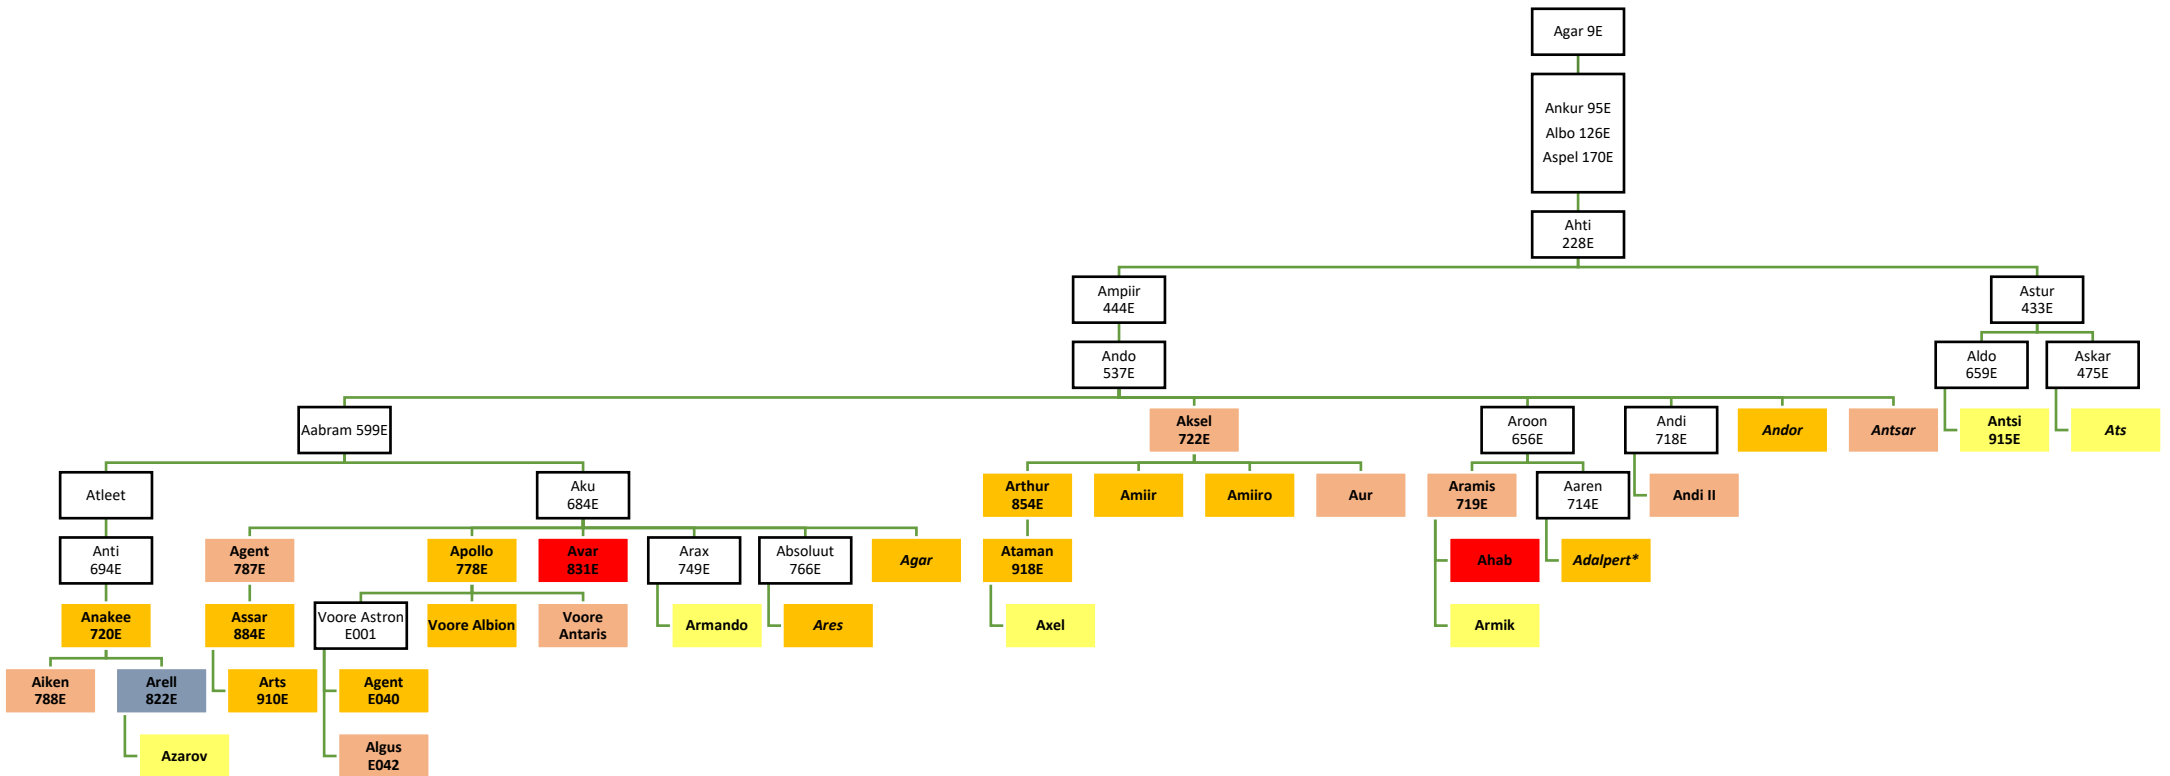 Agar 9E
Ankur 95E
Albo 126E
Aspel 170E
Ahti
228E
Ampiir
444E
Astur
433E
Ando
537E
Aldo
659E
Askar
475E
Aabram 599E
Aksel
722E
Aroon
656E
Andi
718E
Andor
Antsar
Antsi
915E
Ats
Atleet
Aku
684E
Arthur
854E
Amiir
Amiiro
Aur
Aramis
719E
Aaren
714E
Andi II
Anti
694E
Agent
787E
Apollo
778E
Avar
831E
Arax
749E
Absoluut
766E
Agar
Ataman
918E
Ahab
Adalpert*
Anakee
720E
Assar
884E
Voore Astron
E001
Voore Albion
Voore
Antaris
Armando
Ares
Axel
Armik
Aiken
788E
Arell
822E
Arts
910E
Agent
E040
Azarov
Algus
E042